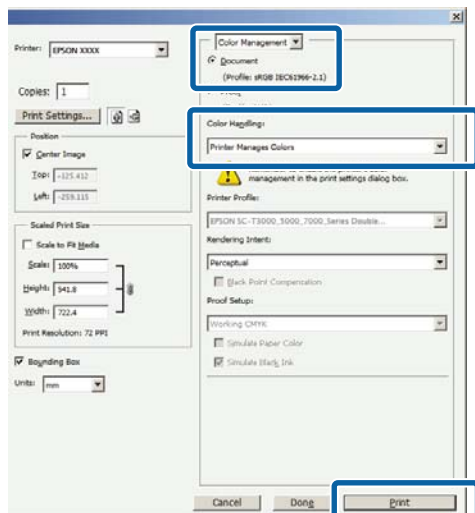 Printer: EPSON XXXX
Copies: 1
Print Settings...
Position
Center Image
Top: -125.412
Left: -259.115
Scaled Print Size
Scale to Fit Media
Scale: 100%
Height: 541.8
Width: 722.4
Print Resolution: 72 PPI
Bounding Box
Units: mm
Color Management
Document
(Profile: sRGB IEC61966-2.1)
Color Handling:
Printer Manages Colors
management in the print settings dialog box.
Printer Profile:
EPSON SC-T3000_5000_7000_Series Double...
Rendering Intent:
Perceptual
Black Point Compensation
Proof Setup:
Working CMYK
Simulate Paper Color
Simulate Black Ink
Cancel
Done
Print